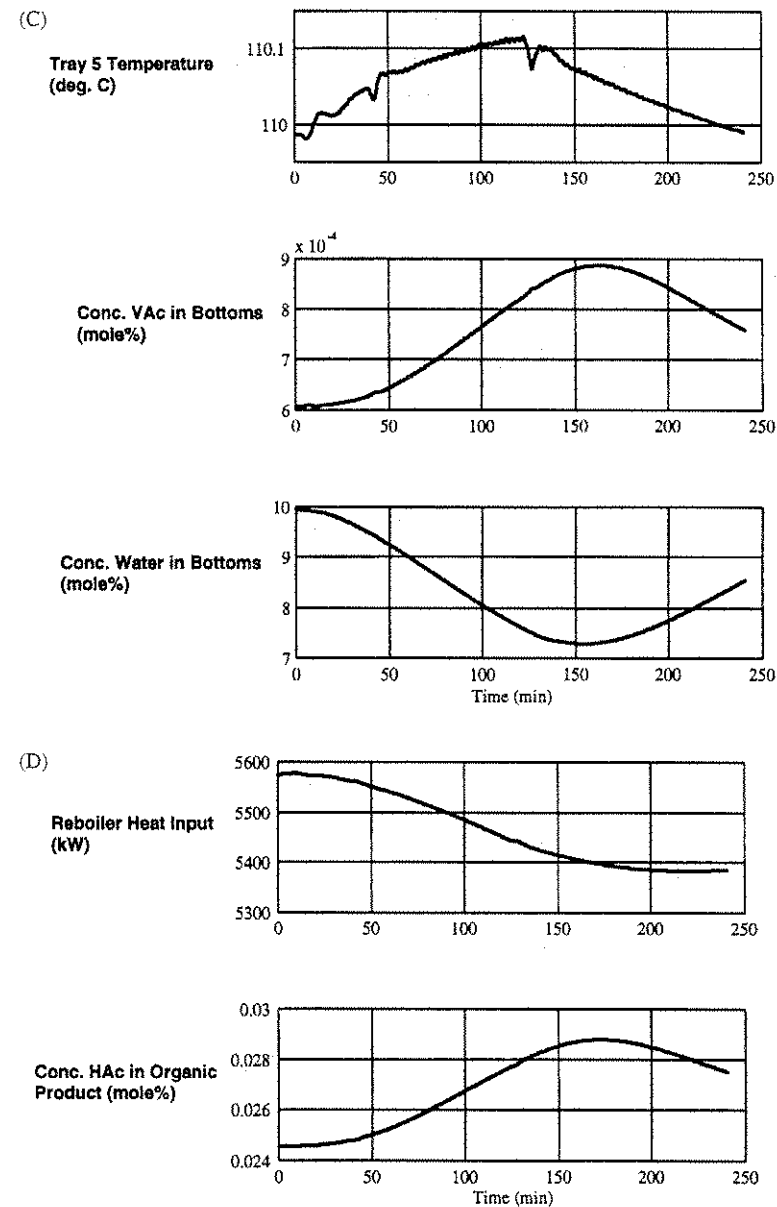 (C)
Tray 5 Temperature
(deg. C)
110.1
110
0 50 100 150 200 250
x 10⁻⁴
Conc. VAc in Bottoms
(mole%)
9
8
7
6
0 50 100 150 200 250
Conc. Water in Bottoms
(mole%)
10
9
8
7
0 50 100 150 200 250
Time (min)
(D)
Reboiler Heat Input
(kW)
5600
5500
5400
5300
0 50 100 150 200 250
Conc. HAc in Organic
Product (mole%)
0.03
0.028
0.026
0.024
0 50 100 150 200 250
Time (min)